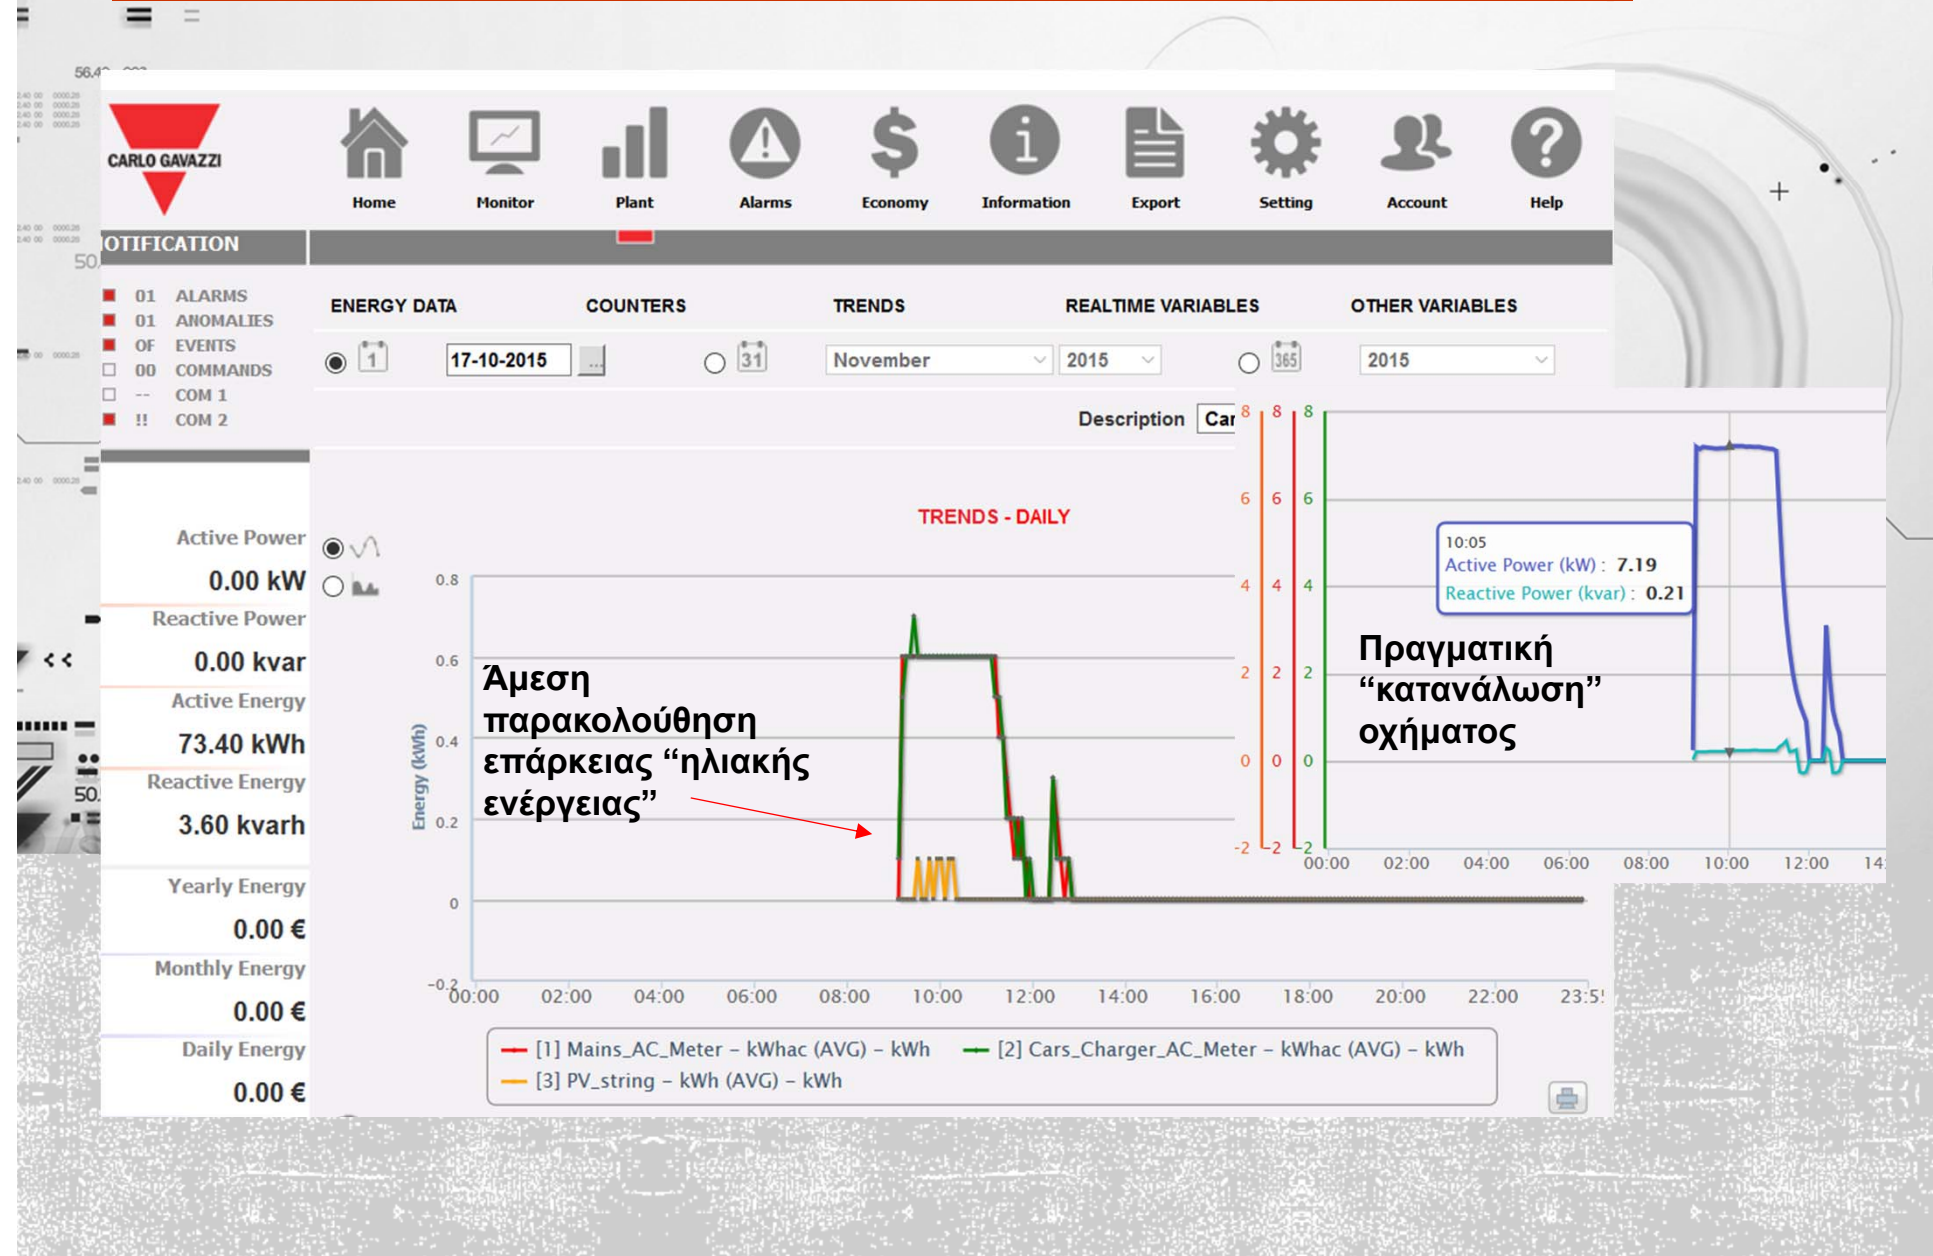 CARLO GAVAZZI
Home
Monitor
Plant
Alarms
Economy
Information
Export
Setting
Account
Help
OTIFICATION
01 ALARMS
01 ANOMALIES
OF EVENTS
00 COMMANDS
-- COM 1
!! COM 2
ENERGY DATA
COUNTERS
TRENDS
REALTIME VARIABLES
OTHER VARIABLES
1
17-10-2015
...
31
November
2015
365
2015
Description
Car
Active Power
0.00 kW
Reactive Power
0.00 kvar
Active Energy
73.40 kWh
Reactive Energy
3.60 kvarh
Yearly Energy
0.00 €
Monthly Energy
0.00 €
Daily Energy
0.00 €
TRENDS - DAILY
0.8
0.6
0.4
0.2
0
-0.2
Energy (kWh)
Άμεση
παρακολούθηση
επάρκειας “ηλιακής
ενέργειας”
00:00 02:00 04:00 06:00 08:00 10:00 12:00 14:00 16:00 18:00 20:00 22:00
[1] Mains_AC_Meter – kWhac (AVG) – kWh
[2] Cars_Charger_AC_Meter – kWhac (AVG) – kWh
[3] PV_string – kWh (AVG) – kWh
8 8 8
6 6 6
4 4 4
2 2 2
0 0 0
-2 -2 -2
10:05
Active Power (kW) : 7.19
Reactive Power (kvar) : 0.21
Πραγματική
“κατανάλωση”
οχήματος
00:00 02:00 04:00 06:00 08:00 10:00 12:00 14: